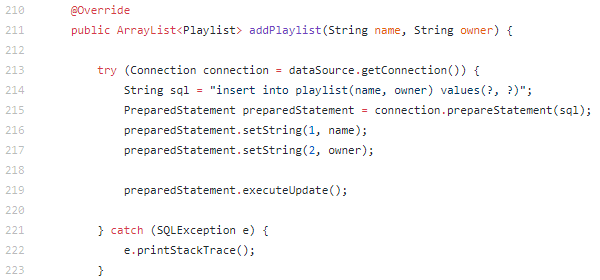 210 @Override
211 public ArrayList<Playlist> addPlaylist(String name, String owner) {
212
213 try (Connection connection = dataSource.getConnection()) {
214 String sql = "insert into playlist(name, owner) values(?, ?)";
215 PreparedStatement preparedStatement = connection.prepareStatement(sql);
216 preparedStatement.setString(1, name);
217 preparedStatement.setString(2, owner);
218
219 preparedStatement.executeUpdate();
220
221 } catch (SQLException e) {
222 e.printStackTrace();
223 }